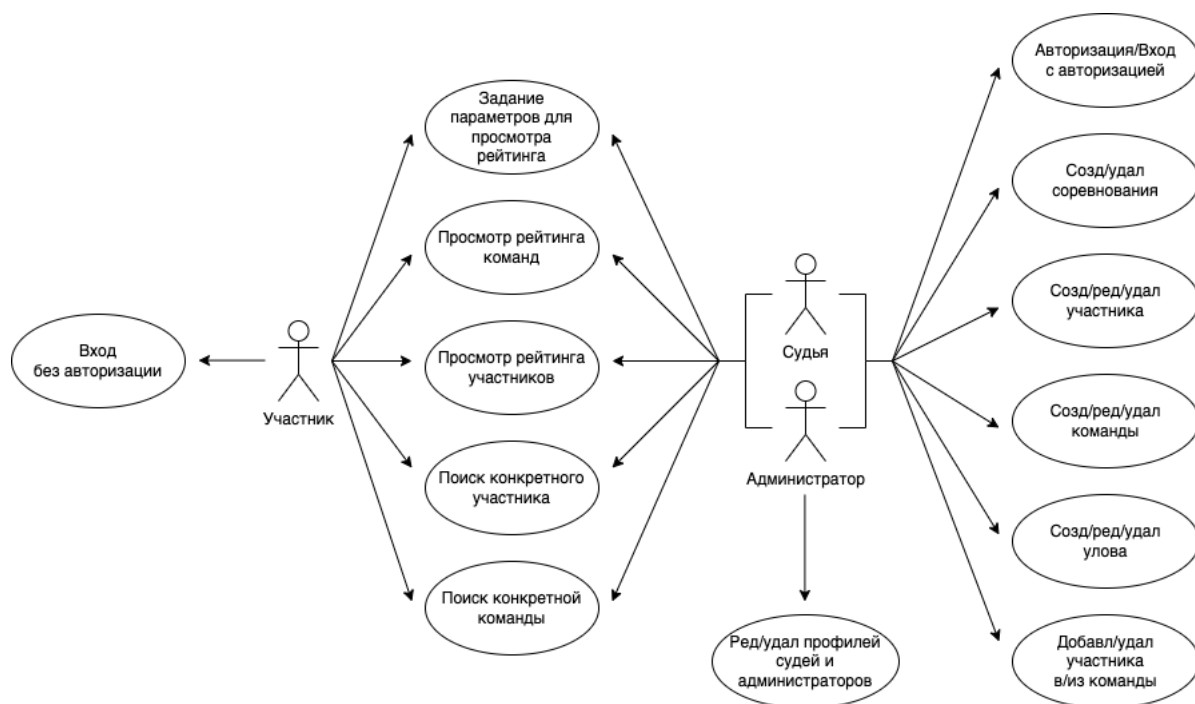 Авторизация/Вход
с авторизацией
Задание
параметров для
просмотра
рейтинга
Созд/удал
соревнования
Просмотр рейтинга
команд
Созд/ред/удал
участника
Вход
без авторизации
Участник
Просмотр рейтинга
участников
Судья
Созд/ред/удал
команды
Поиск конкретного
участника
Администратор
Созд/ред/удал
улова
Поиск конкретной
команды
Ред/удал профилей
судей и
администраторов
Добавл/удал
участника
в/из команды